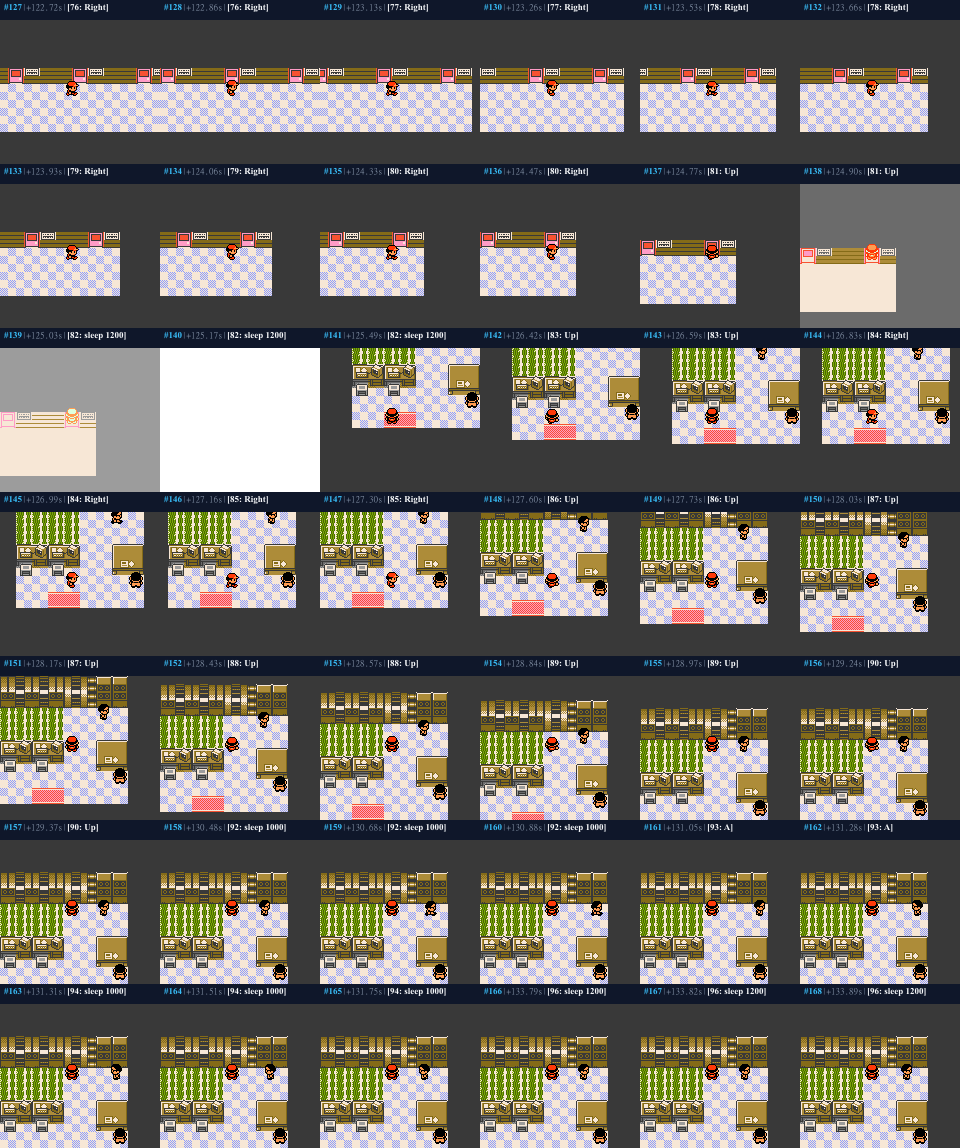 #127|+122.72s|[76: Right] #128|+122.86s|[76: Right] #129|+123.13s|[77: Right] #130|+123.26s|[77: Right] #131|+123.53s|[78: Right] #132|+123.66s|[78: Right]
#133|+123.93s|[79: Right] #134|+124.06s|[79: Right] #135|+124.33s|[80: Right] #136|+124.47s|[80: Right] #137|+124.77s|[81: Up] #138|+124.90s|[81: Up]
#139|+125.03s|[82: sleep 1200] #140|+125.17s|[82: sleep 1200] #141|+125.49s|[82: sleep 1200] #142|+126.42s|[83: Up] #143|+126.59s|[83: Up] #144|+126.83s|[84: Right]
#145|+126.99s|[84: Right] #146|+127.16s|[85: Right] #147|+127.30s|[85: Right] #148|+127.60s|[86: Up] #149|+127.73s|[86: Up] #150|+128.03s|[87: Up]
#151|+128.17s|[87: Up] #152|+128.43s|[88: Up] #153|+128.57s|[88: Up] #154|+128.84s|[89: Up] #155|+128.97s|[89: Up] #156|+129.24s|[90: Up]
#157|+129.37s|[90: Up] #158|+130.48s|[92: sleep 1000] #159|+130.68s|[92: sleep 1000] #160|+130.88s|[92: sleep 1000] #161|+131.05s|[93: A] #162|+131.28s|[93: A]
#163|+131.31s|[94: sleep 1000] #164|+131.51s|[94: sleep 1000] #165|+131.75s|[94: sleep 1000] #166|+133.79s|[96: sleep 1200] #167|+133.82s|[96: sleep 1200] #168|+133.89s|[96: sleep 1200]